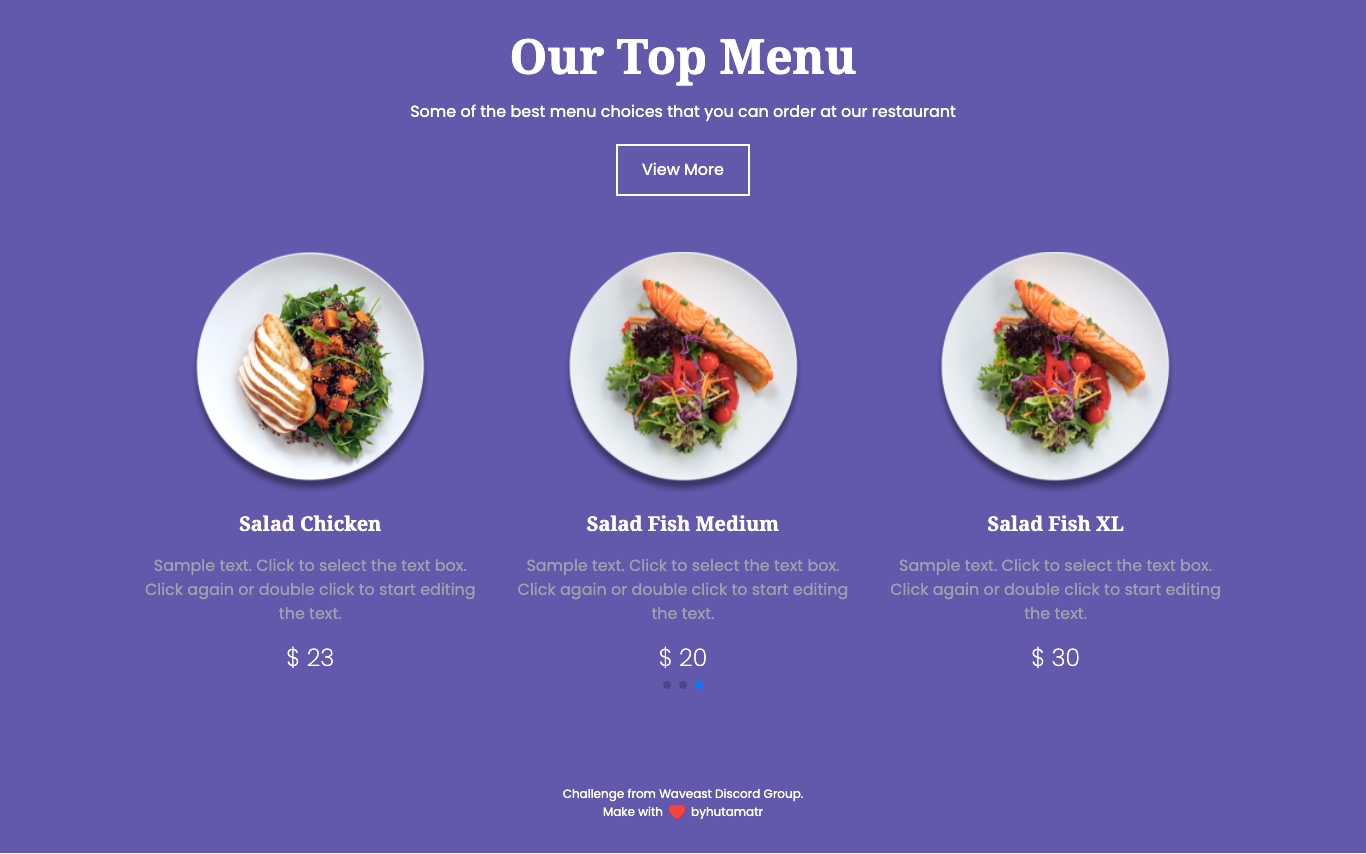 Our Top Menu
Some of the best menu choices that you can order at our restaurant
View More
Salad Chicken
Sample text. Click to select the text box.
Click again or double click to start editing
the text.
$ 23
Salad Fish Medium
Sample text. Click to select the text box.
Click again or double click to start editing
the text.
$ 20
Salad Fish XL
Sample text. Click to select the text box.
Click again or double click to start editing
the text.
$ 30
Challenge from Waveast Discord Group.
Make with ❤️ byhutamatr